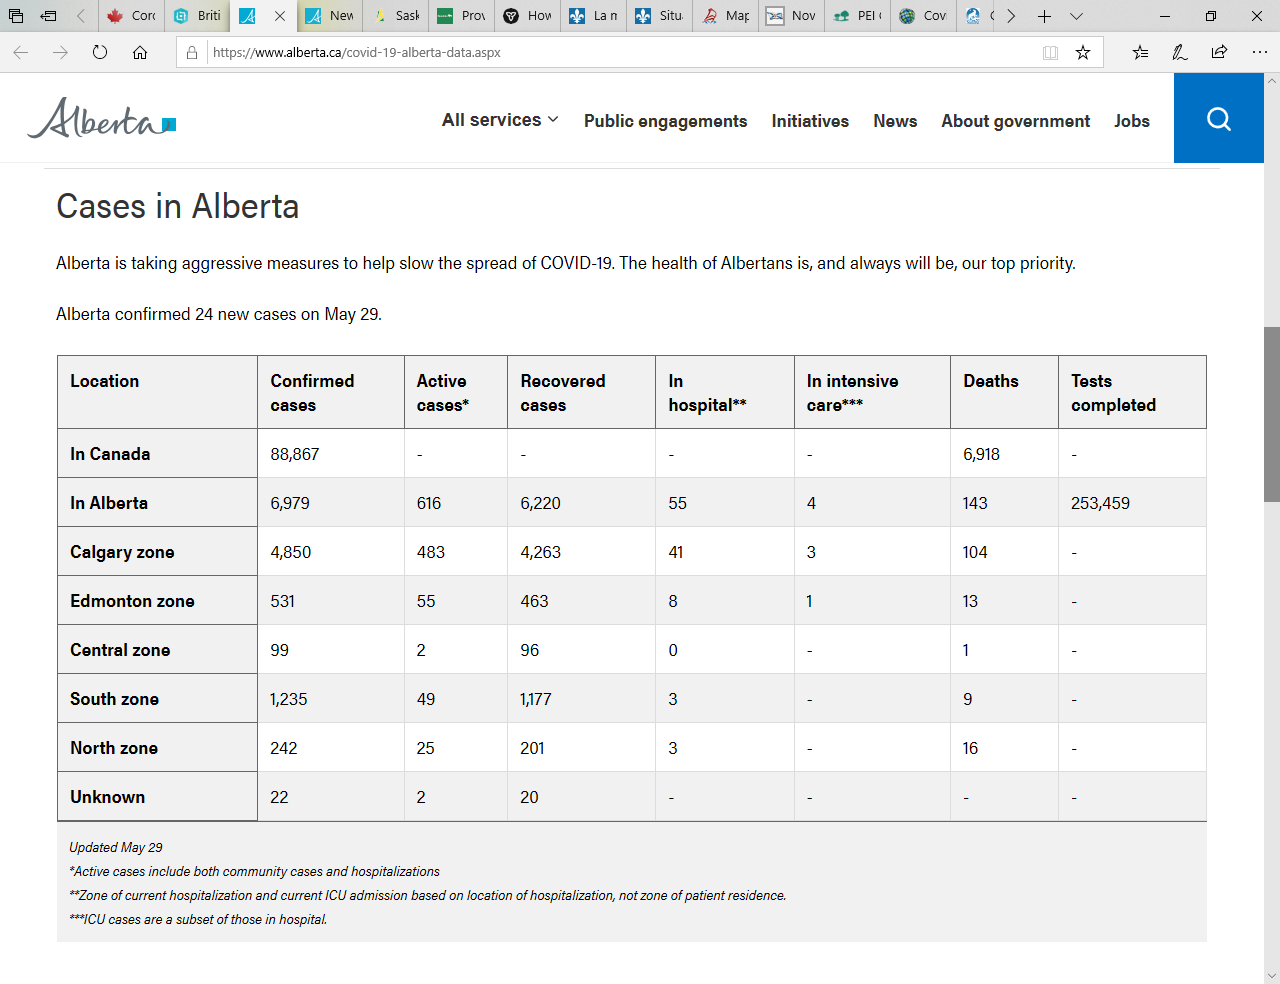 Corc Briti New Sask Prov How La m Situ Map Nov PEI Cov
https://www.alberta.ca/covid-19-alberta-data.aspx
Alberta
All services Public engagements Initiatives News About government Jobs
Cases in Alberta
Alberta is taking aggressive measures to help slow the spread of COVID-19. The health of Albertans is, and always will be, our top priority.
Alberta confirmed 24 new cases on May 29.
Location Confirmed cases Active cases* Recovered cases In hospital** In intensive care*** Deaths Tests completed
In Canada 88,867 - - - - 6,918 -
In Alberta 6,979 616 6,220 55 4 143 253,459
Calgary zone 4,850 483 4,263 41 3 104 -
Edmonton zone 531 55 463 8 1 13 -
Central zone 99 2 96 0 - 1 -
South zone 1,235 49 1,177 3 - 9 -
North zone 242 25 201 3 - 16 -
Unknown 22 2 20 - - - -
Updated May 29
*Active cases include both community cases and hospitalizations
**Zone of current hospitalization and current ICU admission based on location of hospitalization, not zone of patient residence.
***ICU cases are a subset of those in hospital.